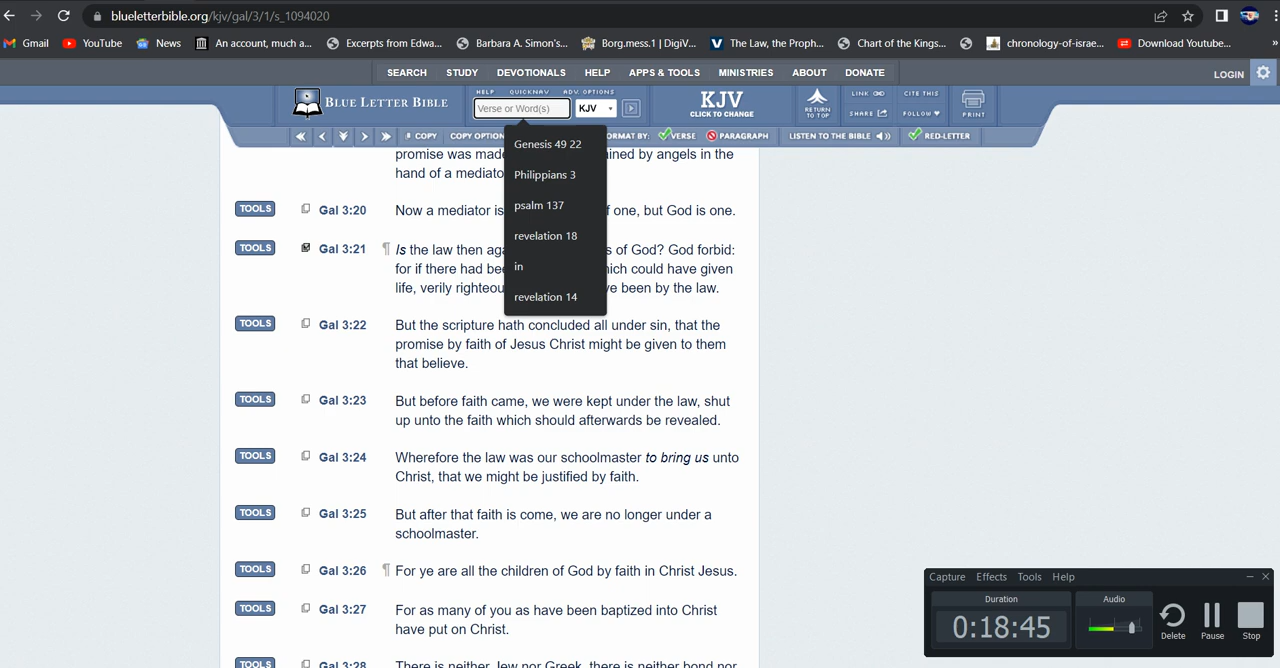 blueletterbible.org/kjv/gal/3/1/s_1094020
Gmail YouTube News An account, much a... Excerpts from Edwa... Barbara A. Simon's... Borg.mess.1 | DigiV... The Law, the Proph... Chart of the Kings... chronology-of-israe... Download Youtube... »
SEARCH STUDY DEVOTIONALS HELP APPS & TOOLS MINISTRIES ABOUT DONATE LOGIN
HELP QUICKNAV ADV. OPTIONS
BLUE LETTER BIBLE Verse or Word(s) KJV
KJV
CLICK TO CHANGE
RETURN TO TOP
LINK CITE THIS
SHARE FOLLOW PRINT
COPY COPY OPTION ORMAT BY: VERSE PARAGRAPH LISTEN TO THE BIBLE RED-LETTER
Genesis 49 22
Philippians 3
psalm 137
revelation 18
in
revelation 14
promise was made ained by angels in the
hand of a mediato
TOOLS Gal 3:20 Now a mediator is f one, but God is one.
TOOLS Gal 3:21 ¶ Is the law then aga s of God? God forbid:
for if there had bee hich could have given
life, verily righteou ve been by the law.
TOOLS Gal 3:22 But the scripture hath concluded all under sin, that the
promise by faith of Jesus Christ might be given to them
that believe.
TOOLS Gal 3:23 But before faith came, we were kept under the law, shut
up unto the faith which should afterwards be revealed.
TOOLS Gal 3:24 Wherefore the law was our schoolmaster to bring us unto
Christ, that we might be justified by faith.
TOOLS Gal 3:25 But after that faith is come, we are no longer under a
schoolmaster.
TOOLS Gal 3:26 ¶ For ye are all the children of God by faith in Christ Jesus.
TOOLS Gal 3:27 For as many of you as have been baptized into Christ
have put on Christ.
TOOLS Gal 3:28 There is neither Jew nor Greek, there is neither bond nor
Capture Effects Tools Help
Duration Audio
0:18:45
Delete Pause Stop